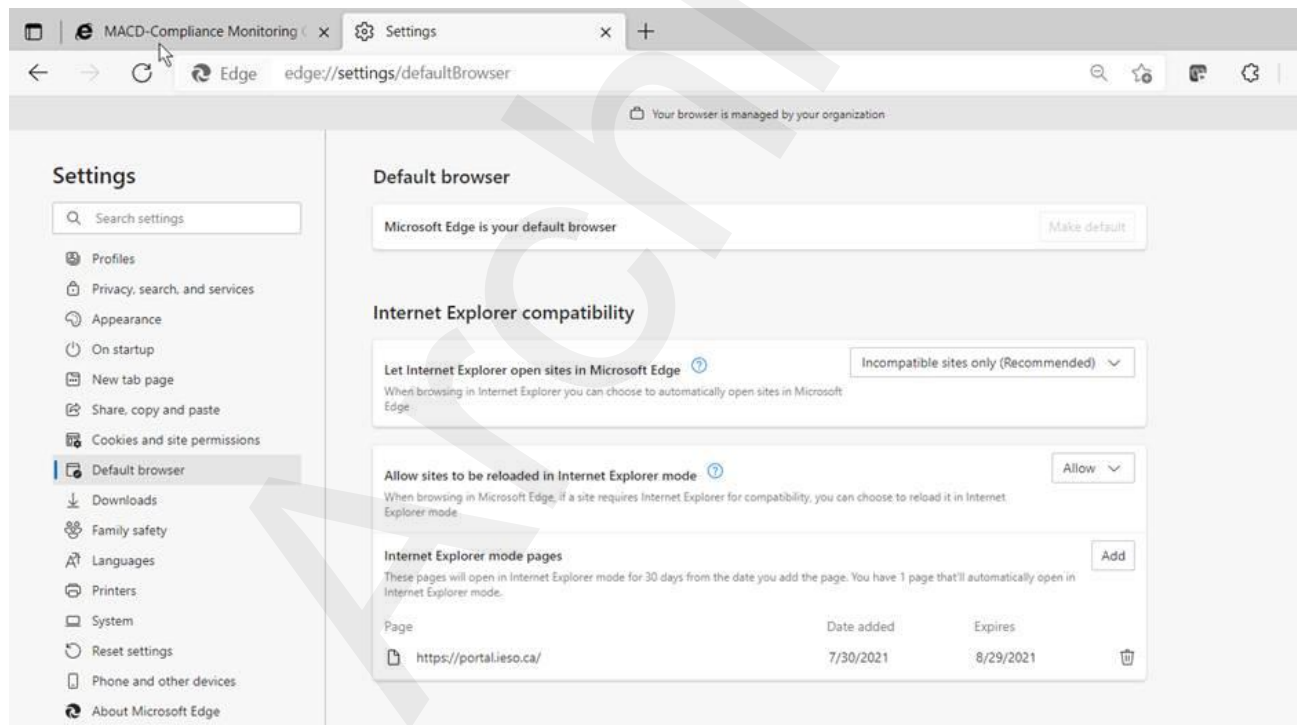 MACD-Compliance Monitoring
Settings
Edge
edge://settings/defaultBrowser
Your browser is managed by your organization
Settings
Search settings
Profiles
Privacy, search, and services
Appearance
On startup
New tab page
Share, copy and paste
Cookies and site permissions
Default browser
Downloads
Family safety
Languages
Printers
System
Reset settings
Phone and other devices
About Microsoft Edge
Default browser
Microsoft Edge is your default browser
Make default
Internet Explorer compatibility
Let Internet Explorer open sites in Microsoft Edge
Incompatible sites only (Recommended)
When browsing in Internet Explorer you can choose to automatically open sites in Microsoft
Edge
Allow sites to be reloaded in Internet Explorer mode
Allow
When browsing in Microsoft Edge, if a site requires Internet Explorer for compatibility, you can choose to reload it in Internet
Explorer mode
Internet Explorer mode pages
Add
These pages will open in Internet Explorer mode for 30 days from the date you add the page. You have 1 page that'll automatically open in
Internet Explorer mode.
Page Date added Expires
https://portal.ieso.ca/ 7/30/2021 8/29/2021